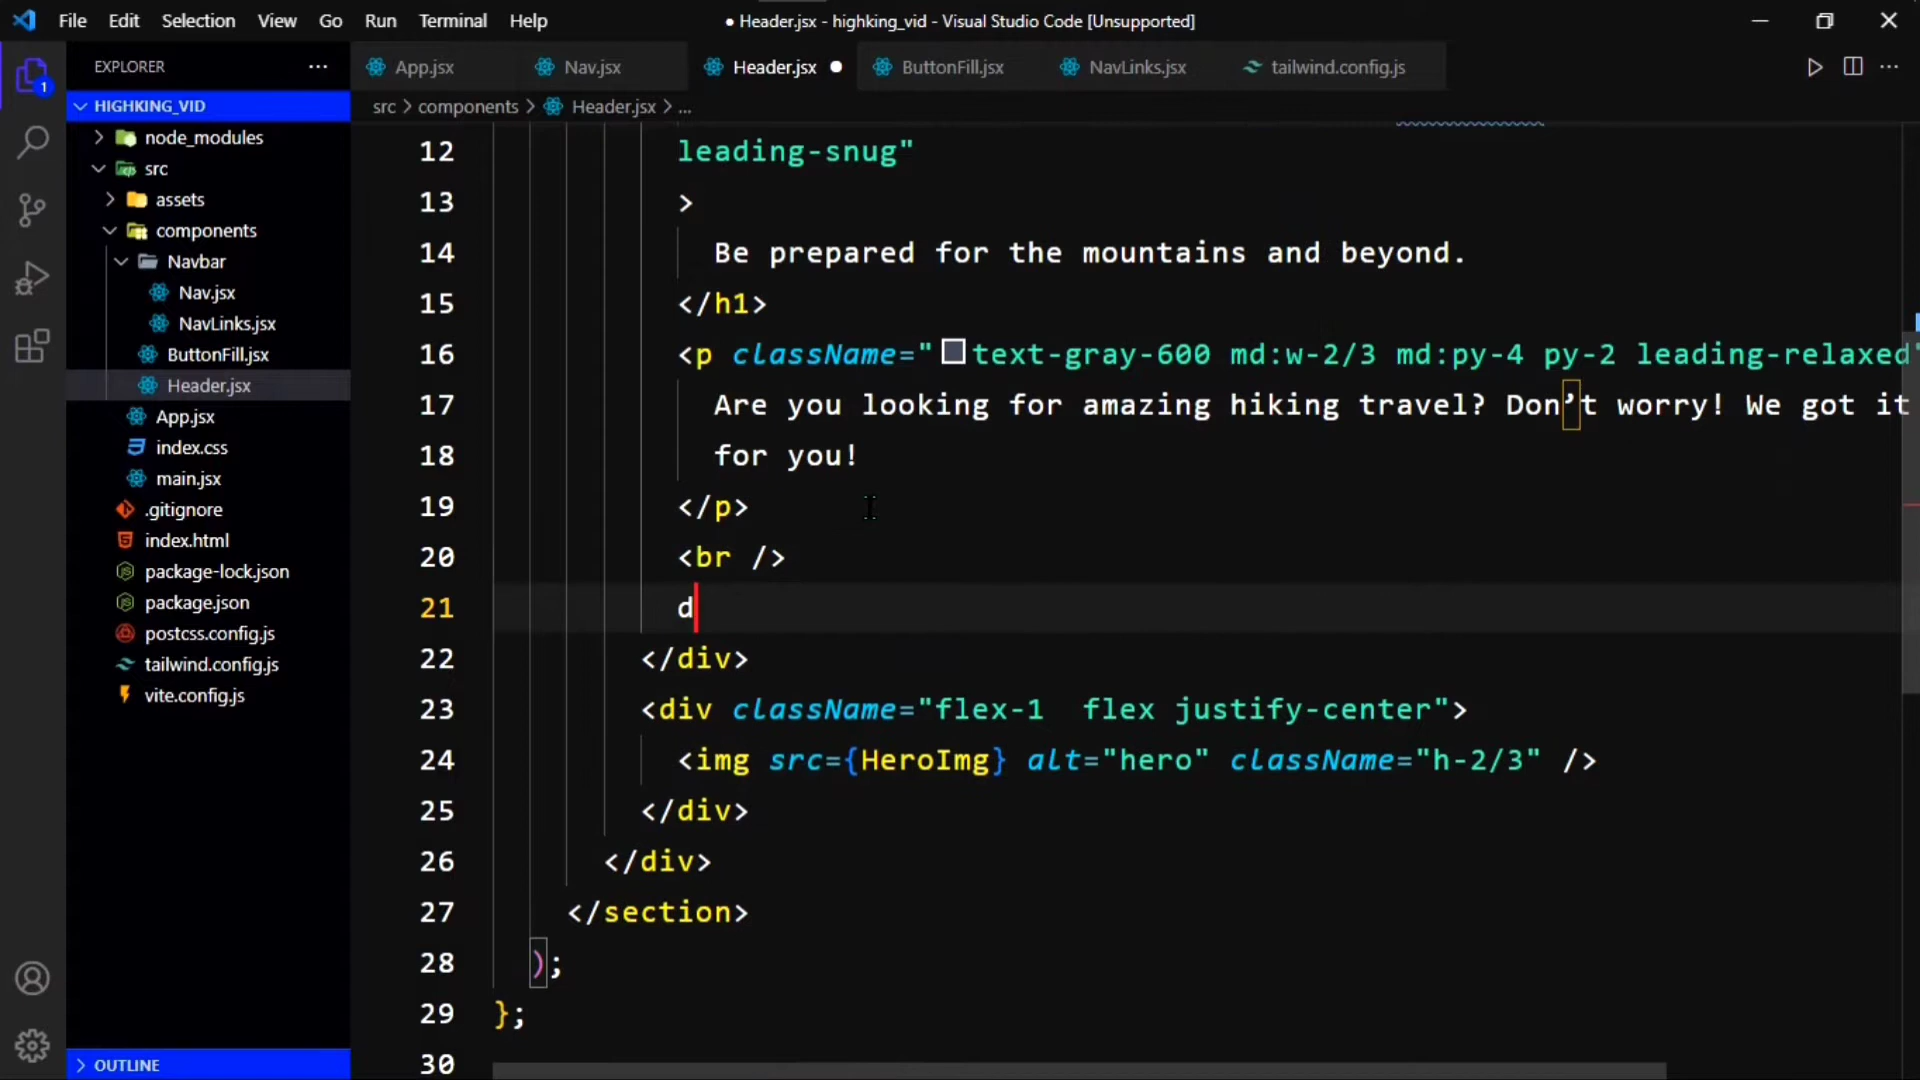 File Edit Selection View Go Run Terminal Help
● Header.jsx - highking_vid - Visual Studio Code [Unsupported]
EXPLORER
App.jsx
Nav.jsx
Header.jsx
ButtonFill.jsx
NavLinks.jsx
tailwind.config.js
1
HIGHKING_VID
src > components > Header.jsx > ...
node_modules
src
assets
components
Navbar
Nav.jsx
NavLinks.jsx
ButtonFill.jsx
Header.jsx
App.jsx
index.css
main.jsx
.gitignore
index.html
package-lock.json
package.json
postcss.config.js
tailwind.config.js
vite.config.js
OUTLINE
12 leading-snug"
13 >
14 Be prepared for the mountains and beyond.
15 </h1>
16 <p className="text-gray-600 md:w-2/3 md:py-4 py-2 leading-relaxed"
17 Are you looking for amazing hiking travel? Don’t worry! We got it
18 for you!
19 </p>
20 <br />
21 d
22 </div>
23 <div className="flex-1  flex justify-center">
24 <img src={HeroImg} alt="hero" className="h-2/3" />
25 </div>
26 </div>
27 </section>
28 );
29 };
30